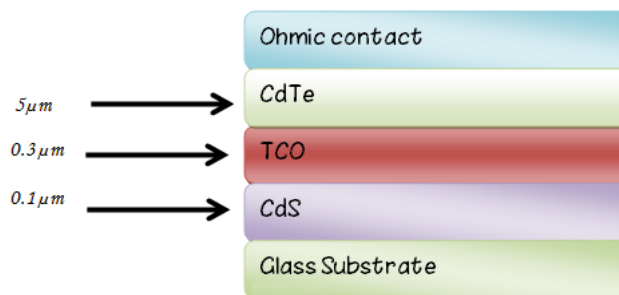 Ohmic contact
5μm CdTe
0.3μm TCO
0.1μm CdS
Glass Substrate